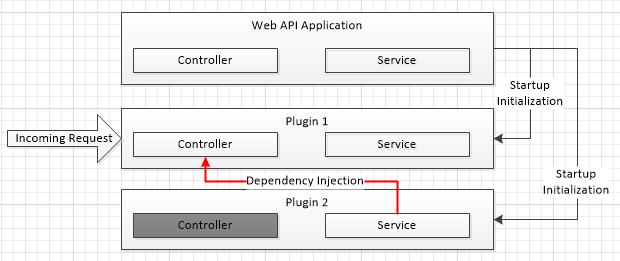 Web API Application
Controller
Service
Startup
Initialization
Plugin 1
Incoming Request
Controller
Service
Dependency Injection
Startup
Initialization
Plugin 2
Controller
Service